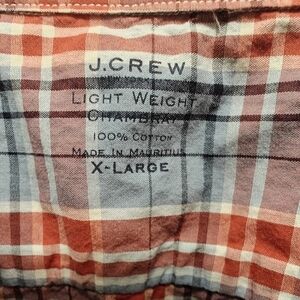 J.CREW
LIGHT WEIGHT
CHAMBRAY
100% COTTON
MADE IN MAURITIUS
X-LARGE